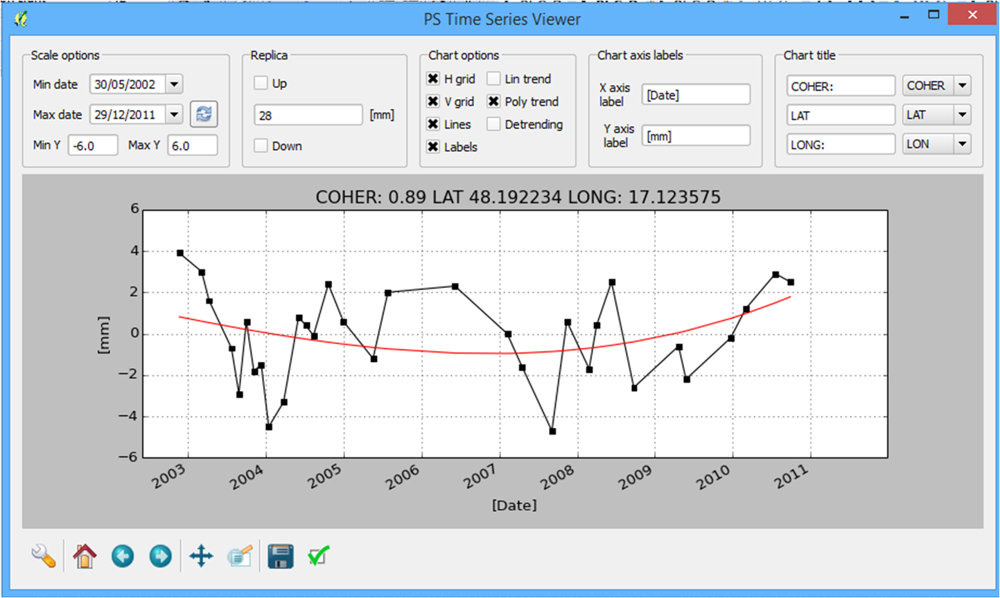 PS Time Series Viewer
Scale options
Min date 30/05/2002
Max date 29/12/2011
Min Y -6.0 Max Y 6.0
Replica
Up
28 [mm]
Down
Chart options
H grid Lin trend
V grid Poly trend
Lines Detrending
Labels
Chart axis labels
X axis
label [Date]
Y axis
label [mm]
Chart title
COHER: COHER
LAT LAT
LONG: LON
COHER: 0.89 LAT 48.192234 LONG: 17.123575
6
4
2
0
−2
−4
−6
[mm]
2003 2004 2005 2006 2007 2008 2009 2010 2011
[Date]